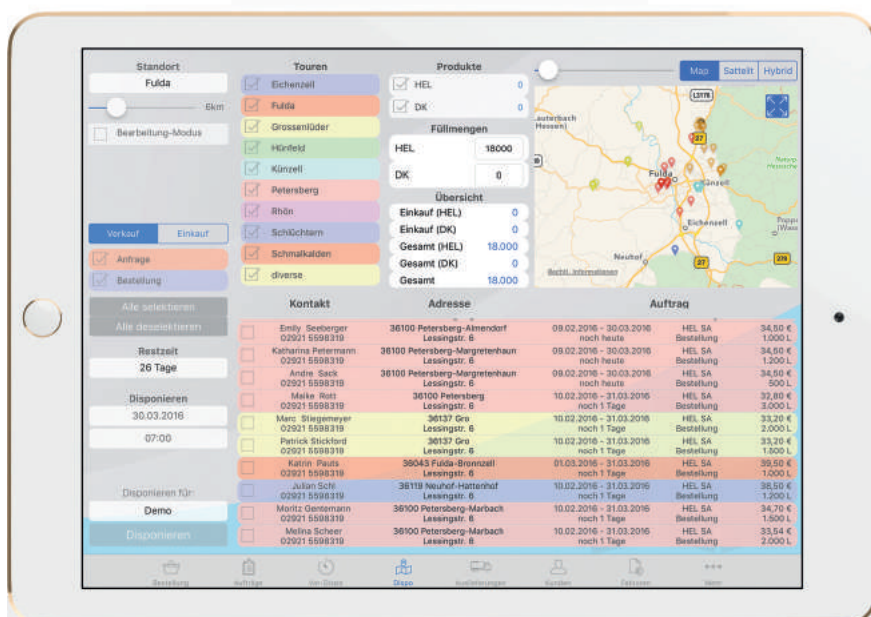 Standort
Fulda
6km
Bearbeitung-Modus
Verkauf Einkauf
Anfrage
Bestellung
Alle selektieren
Alle deselektieren
Restzeit
26 Tage
Disponieren
30.03.2016
07:00
Disponieren für:
Demo
Disponieren
Touren
Eichenzell
Fulda
Grossenlüder
Hünfeld
Künzell
Petersberg
Rhön
Schlüchtern
Schmalkalden
diverse
Produkte
HEL 0
DK 0
Füllmengen
HEL 18000
DK 0
Übersicht
Einkauf (HEL) 0
Einkauf (DK) 0
Gesamt (HEL) 18.000
Gesamt (DK) 0
Gesamt 18.000
Map Satteilt Hybrid
L3176
Lauterbach
Hessen)
27
Fulda
Künzell
Eichenzell
Neuhof
27
279
Rechtl. Informationen
Kontakt Adresse Auftrag
Emily Seeberger 36100 Petersberg-Almendorf 09.02.2016 - 30.03.2016 HEL SA 34,50 €
02921 5598319 Lessingstr. 6 noch heute Bestellung 1.000 L
Katharina Petermann 36100 Petersberg-Margretenhaun 09.02.2016 - 30.03.2016 HEL SA 34,50 €
02921 5598319 Lessingstr. 6 noch heute Bestellung 1.200 L
Andre Sack 36100 Petersberg-Margretenhaun 09.02.2016 - 30.03.2016 HEL SA 34,50 €
02921 5598319 Lessingstr. 6 noch heute Bestellung 500 L
Maike Rott 36100 Petersberg 10.02.2016 - 31.03.2016 HEL SA 32,80 €
02921 5598319 Lessingstr. 6 noch 1 Tage Bestellung 3.000 L
Marc Stiegemeyer 36137 Gro 10.02.2016 - 31.03.2016 HEL SA 33,20 €
02921 5598319 Lessingstr. 6 noch 1 Tage Bestellung 2.000 L
Patrick Stickford 36137 Gro 10.02.2016 - 31.03.2016 HEL SA 33,20 €
02921 5598319 Lessingstr. 6 noch 1 Tage Bestellung 1.500 L
Katrin Pauts 36043 Fulda-Bronnzell 01.03.2016 - 31.03.2016 HEL SA 39,50 €
02921 5598319 Lessingstr. 6 noch 1 Tage Bestellung 1.000 L
Julian Schl 36119 Neuhof-Hattenhof 10.02.2016 - 31.03.2016 HEL SA 38,50 €
02921 5598319 Lessingstr. 6 noch 1 Tage Bestellung 1.200 L
Moritz Gentemann 36100 Petersberg-Marbach 10.02.2016 - 31.03.2016 HEL SA 34,70 €
02921 5598319 Lessingstr. 6 noch 1 Tage Bestellung 1.500 L
Melina Scheer 36100 Petersberg-Marbach 10.02.2016 - 31.03.2016 HEL SA 33,54 €
02921 5598319 Lessingstr. 6 noch 1 Tage Bestellung 2.000 L
Bestellung Aufträge Vor-Dispo Dispo Auslieferungen Kunden Faktoren Mehr